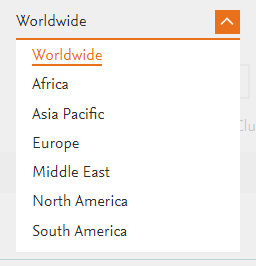 Worldwide
Worldwide
Africa
Asia Pacific
Europe
Middle East
North America
South America